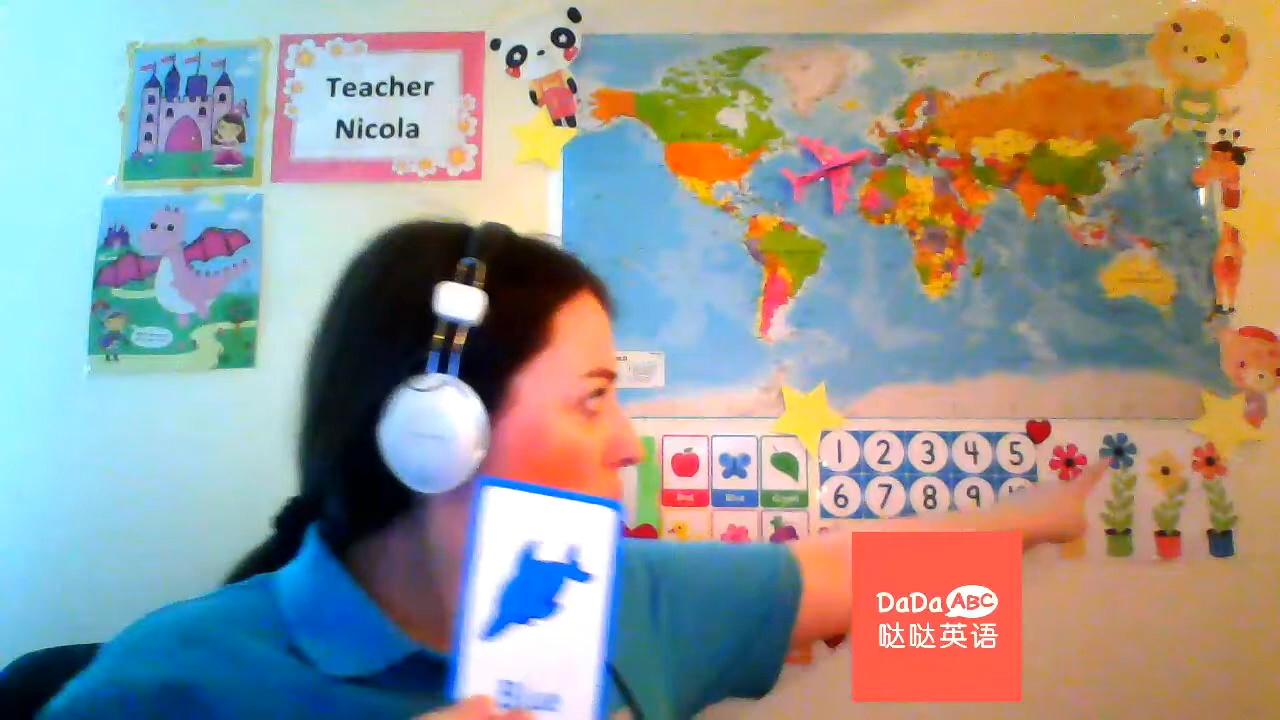 Teacher
Nicola
1 2 3 4 5
6 7 8 9
Red
Blue
Green
Blue
DaDa ABC
哒哒英语